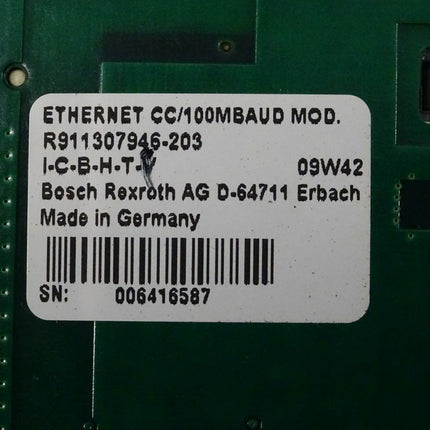 ETHERNET CC/100MBAUD MOD.
R911307946-203
I-C-B-H-T-V 09W42
Bosch Rexroth AG D-64711 Erbach
Made in Germany
SN: 006416587